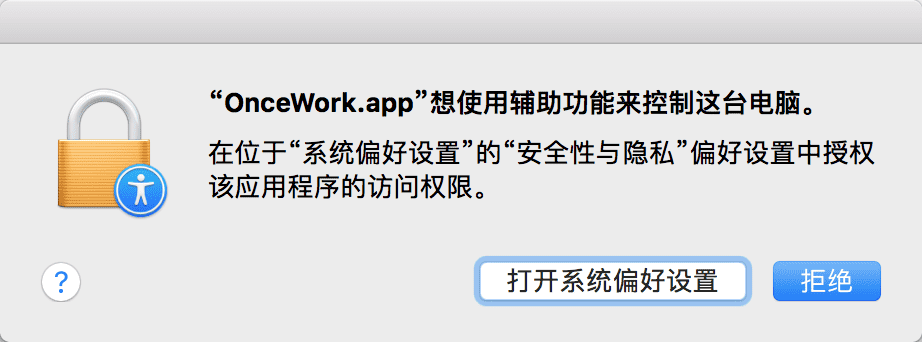 “OnceWork.app”想使用辅助功能来控制这台电脑。
在位于“系统偏好设置”的“安全性与隐私”偏好设置中授权
该应用程序的访问权限。
?
打开系统偏好设置
拒绝